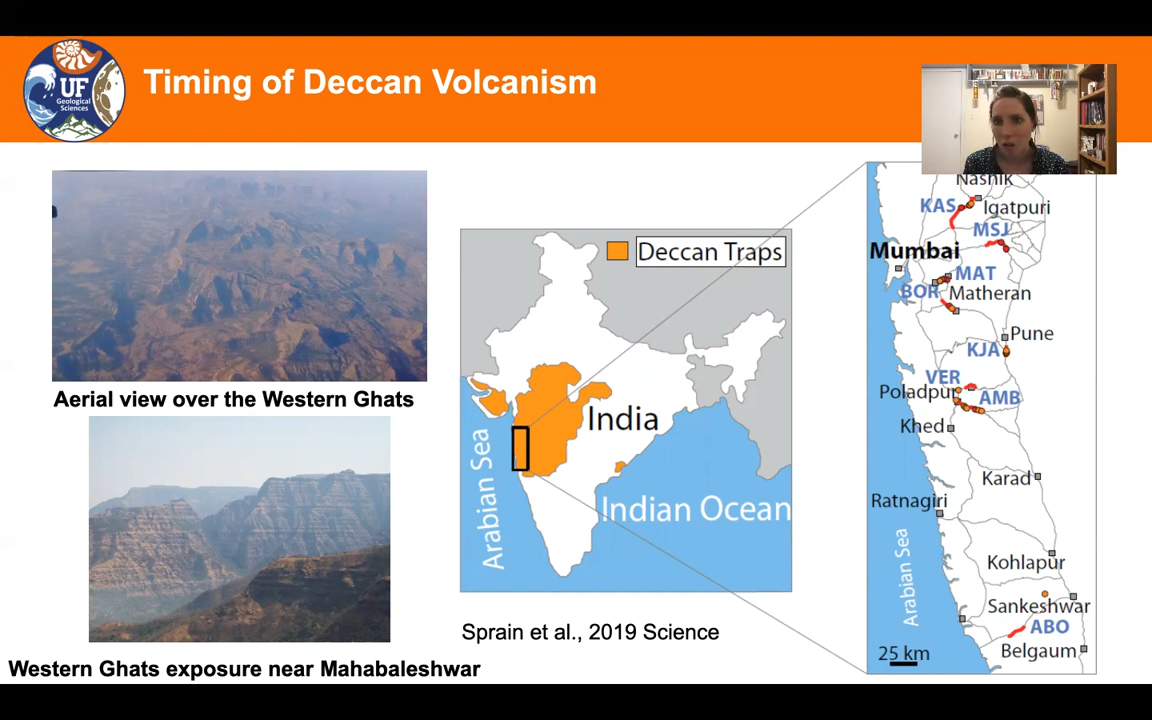 UF
Geological
Sciences
Timing of Deccan Volcanism
Aerial view over the Western Ghats
Western Ghats exposure near Mahabaleshwar
Deccan Traps
India
Arabian Sea
Indian Ocean
Sprain et al., 2019 Science
Nashik
KAS
Igatpuri
MSJ
Mumbai
MAT
BOR
Matheran
Pune
KJA
VER
Poladpur
AMB
Khed
Karad
Ratnagiri
Arabian Sea
Kohlapur
Sankeshwar
ABO
Belgaum
25 km